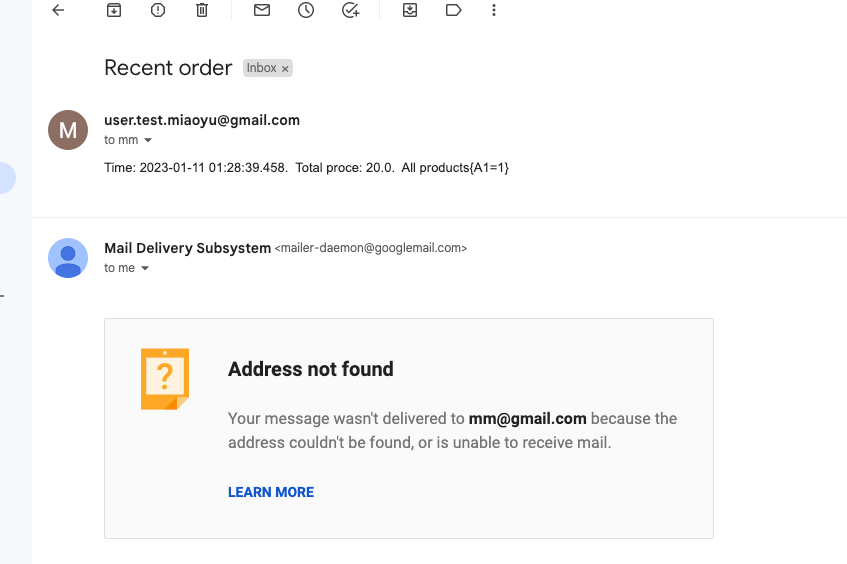 Recent order Inbox ×
M
user.test.miaoyu@gmail.com
to mm
Time: 2023-01-11 01:28:39.458.  Total proce: 20.0.  All products{A1=1}
Mail Delivery Subsystem <mailer-daemon@googlemail.com>
to me
?
Address not found
Your message wasn't delivered to mm@gmail.com because the
address couldn't be found, or is unable to receive mail.
LEARN MORE